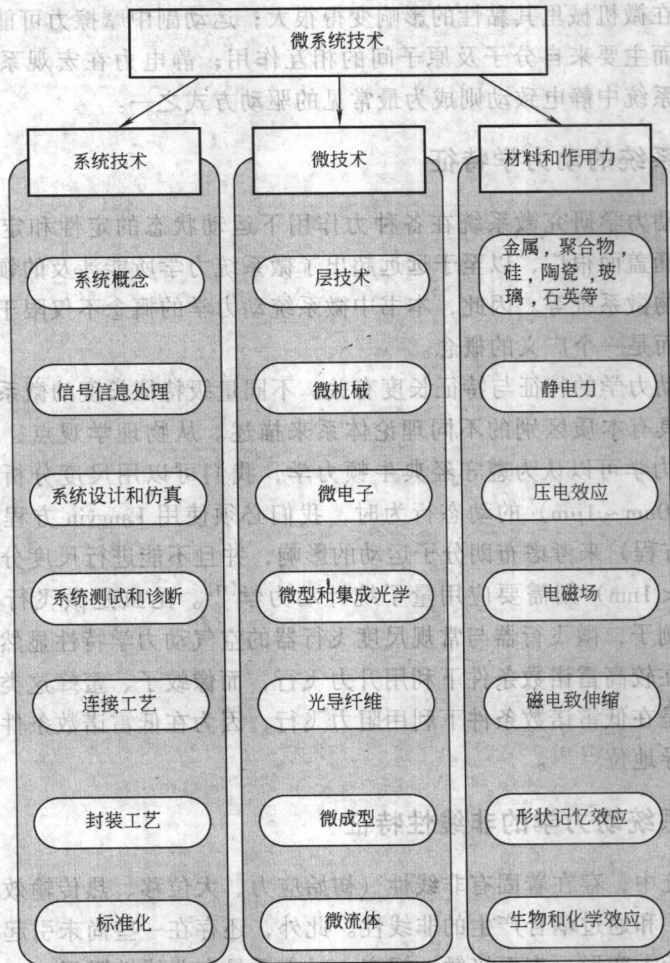 微系统技术
系统技术
微技术
材料和作用力
系统概念
信号信息处理
系统设计和仿真
系统测试和诊断
连接工艺
封装工艺
标准化
层技术
微机械
微电子
微型和集成光学
光导纤维
微成型
微流体
金属，聚合物，
硅，陶瓷，玻
璃，石英等
静电力
压电效应
电磁场
磁电致伸缩
形状记忆效应
生物和化学效应